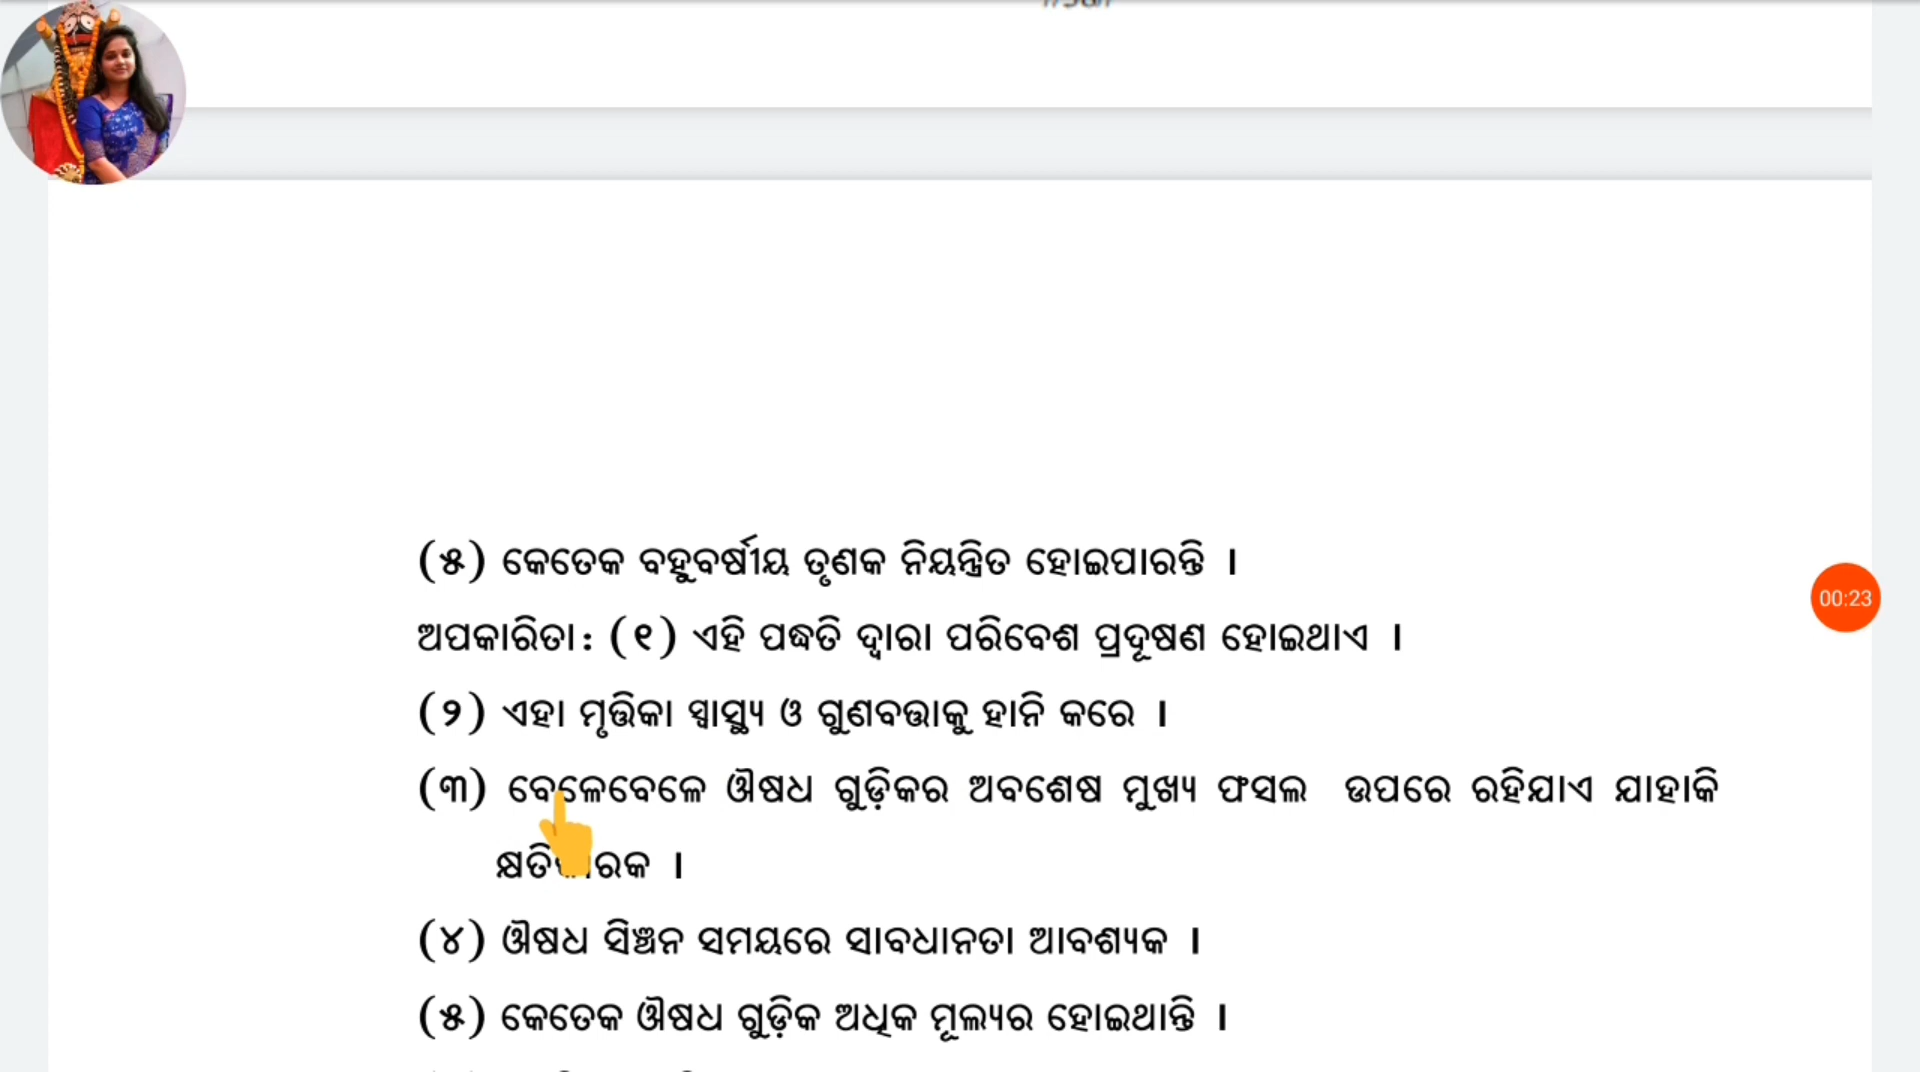 (୫) କେତେକ ବହୁବର୍ଷୀୟ ତୃଣକ ନିୟନ୍ତ୍ରିତ ହୋଇପାରନ୍ତି ।
ଅପକାରିତା: (୧) ଏହି ପଦ୍ଧତି ଦ୍ୱାରା ପରିବେଶ ପ୍ରଦୂଷଣ ହୋଇଥାଏ ।
(୨) ଏହା ମୃତ୍ତିକା ସ୍ୱାସ୍ଥ୍ୟ ଓ ଗୁଣବତ୍ତାକୁ ହାନି କରେ ।
(୩) ବେଳେବେଳେ ଔଷଧ ଗୁଡ଼ିକର ଅବଶେଷ ମୁଖ୍ୟ ଫସଲ ଉପରେ ରହିଯାଏ ଯାହାକି
କ୍ଷତିକାରକ ।
(୪) ଔଷଧ ସିଞ୍ଚନ ସମୟରେ ସାବଧାନତା ଆବଶ୍ୟକ ।
(୫) କେତେକ ଔଷଧ ଗୁଡ଼ିକ ଅଧିକ ମୂଲ୍ୟର ହୋଇଥାନ୍ତି ।
00:23